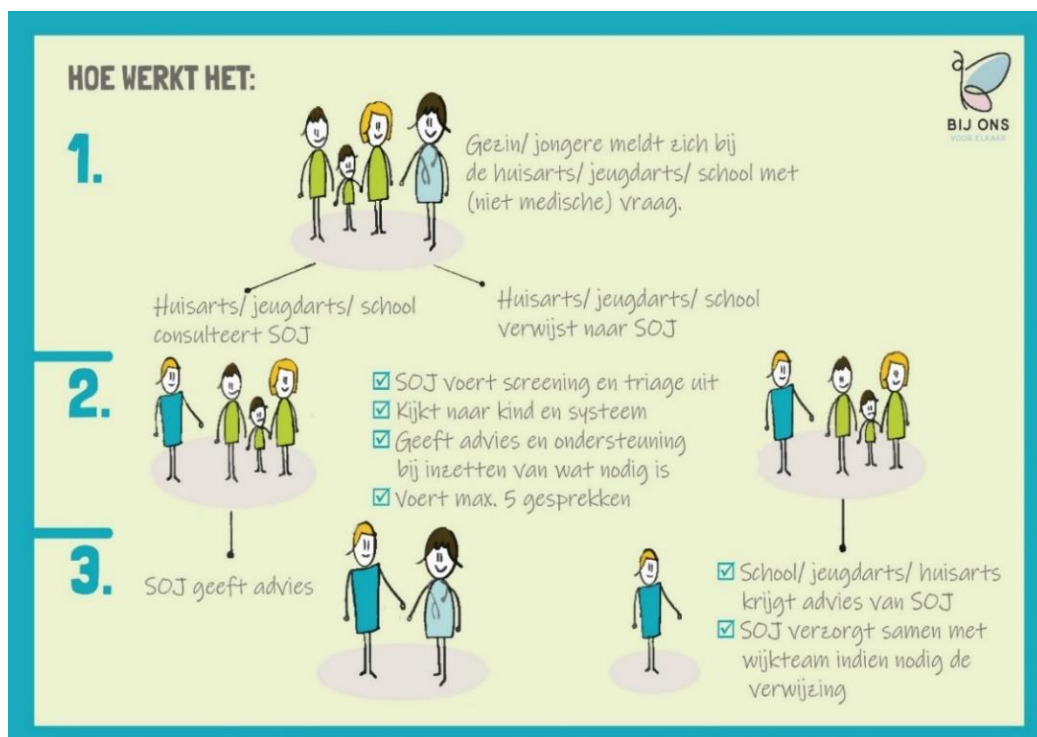 HOE WERKT HET:
BIJ ONS
VOOR ELKAAR
1.
Gezin/ jongere meldt zich bij
de huisarts/ jeugdarts/ school met
(niet medische) vraag.
Huisarts/ jeugdarts/ school
consulteert SOJ
Huisarts/ jeugdarts/ school
verwijst naar SOJ
2.
SOJ voert screening en triage uit
Kijkt naar kind en systeem
Geeft advies en ondersteuning
bij inzetten van wat nodig is
Voert max. 5 gesprekken
3.
SOJ geeft advies
School/ jeugdarts/ huisarts
krijgt advies van SOJ
SOJ verzorgt samen met
wijkteam indien nodig de
verwijzing